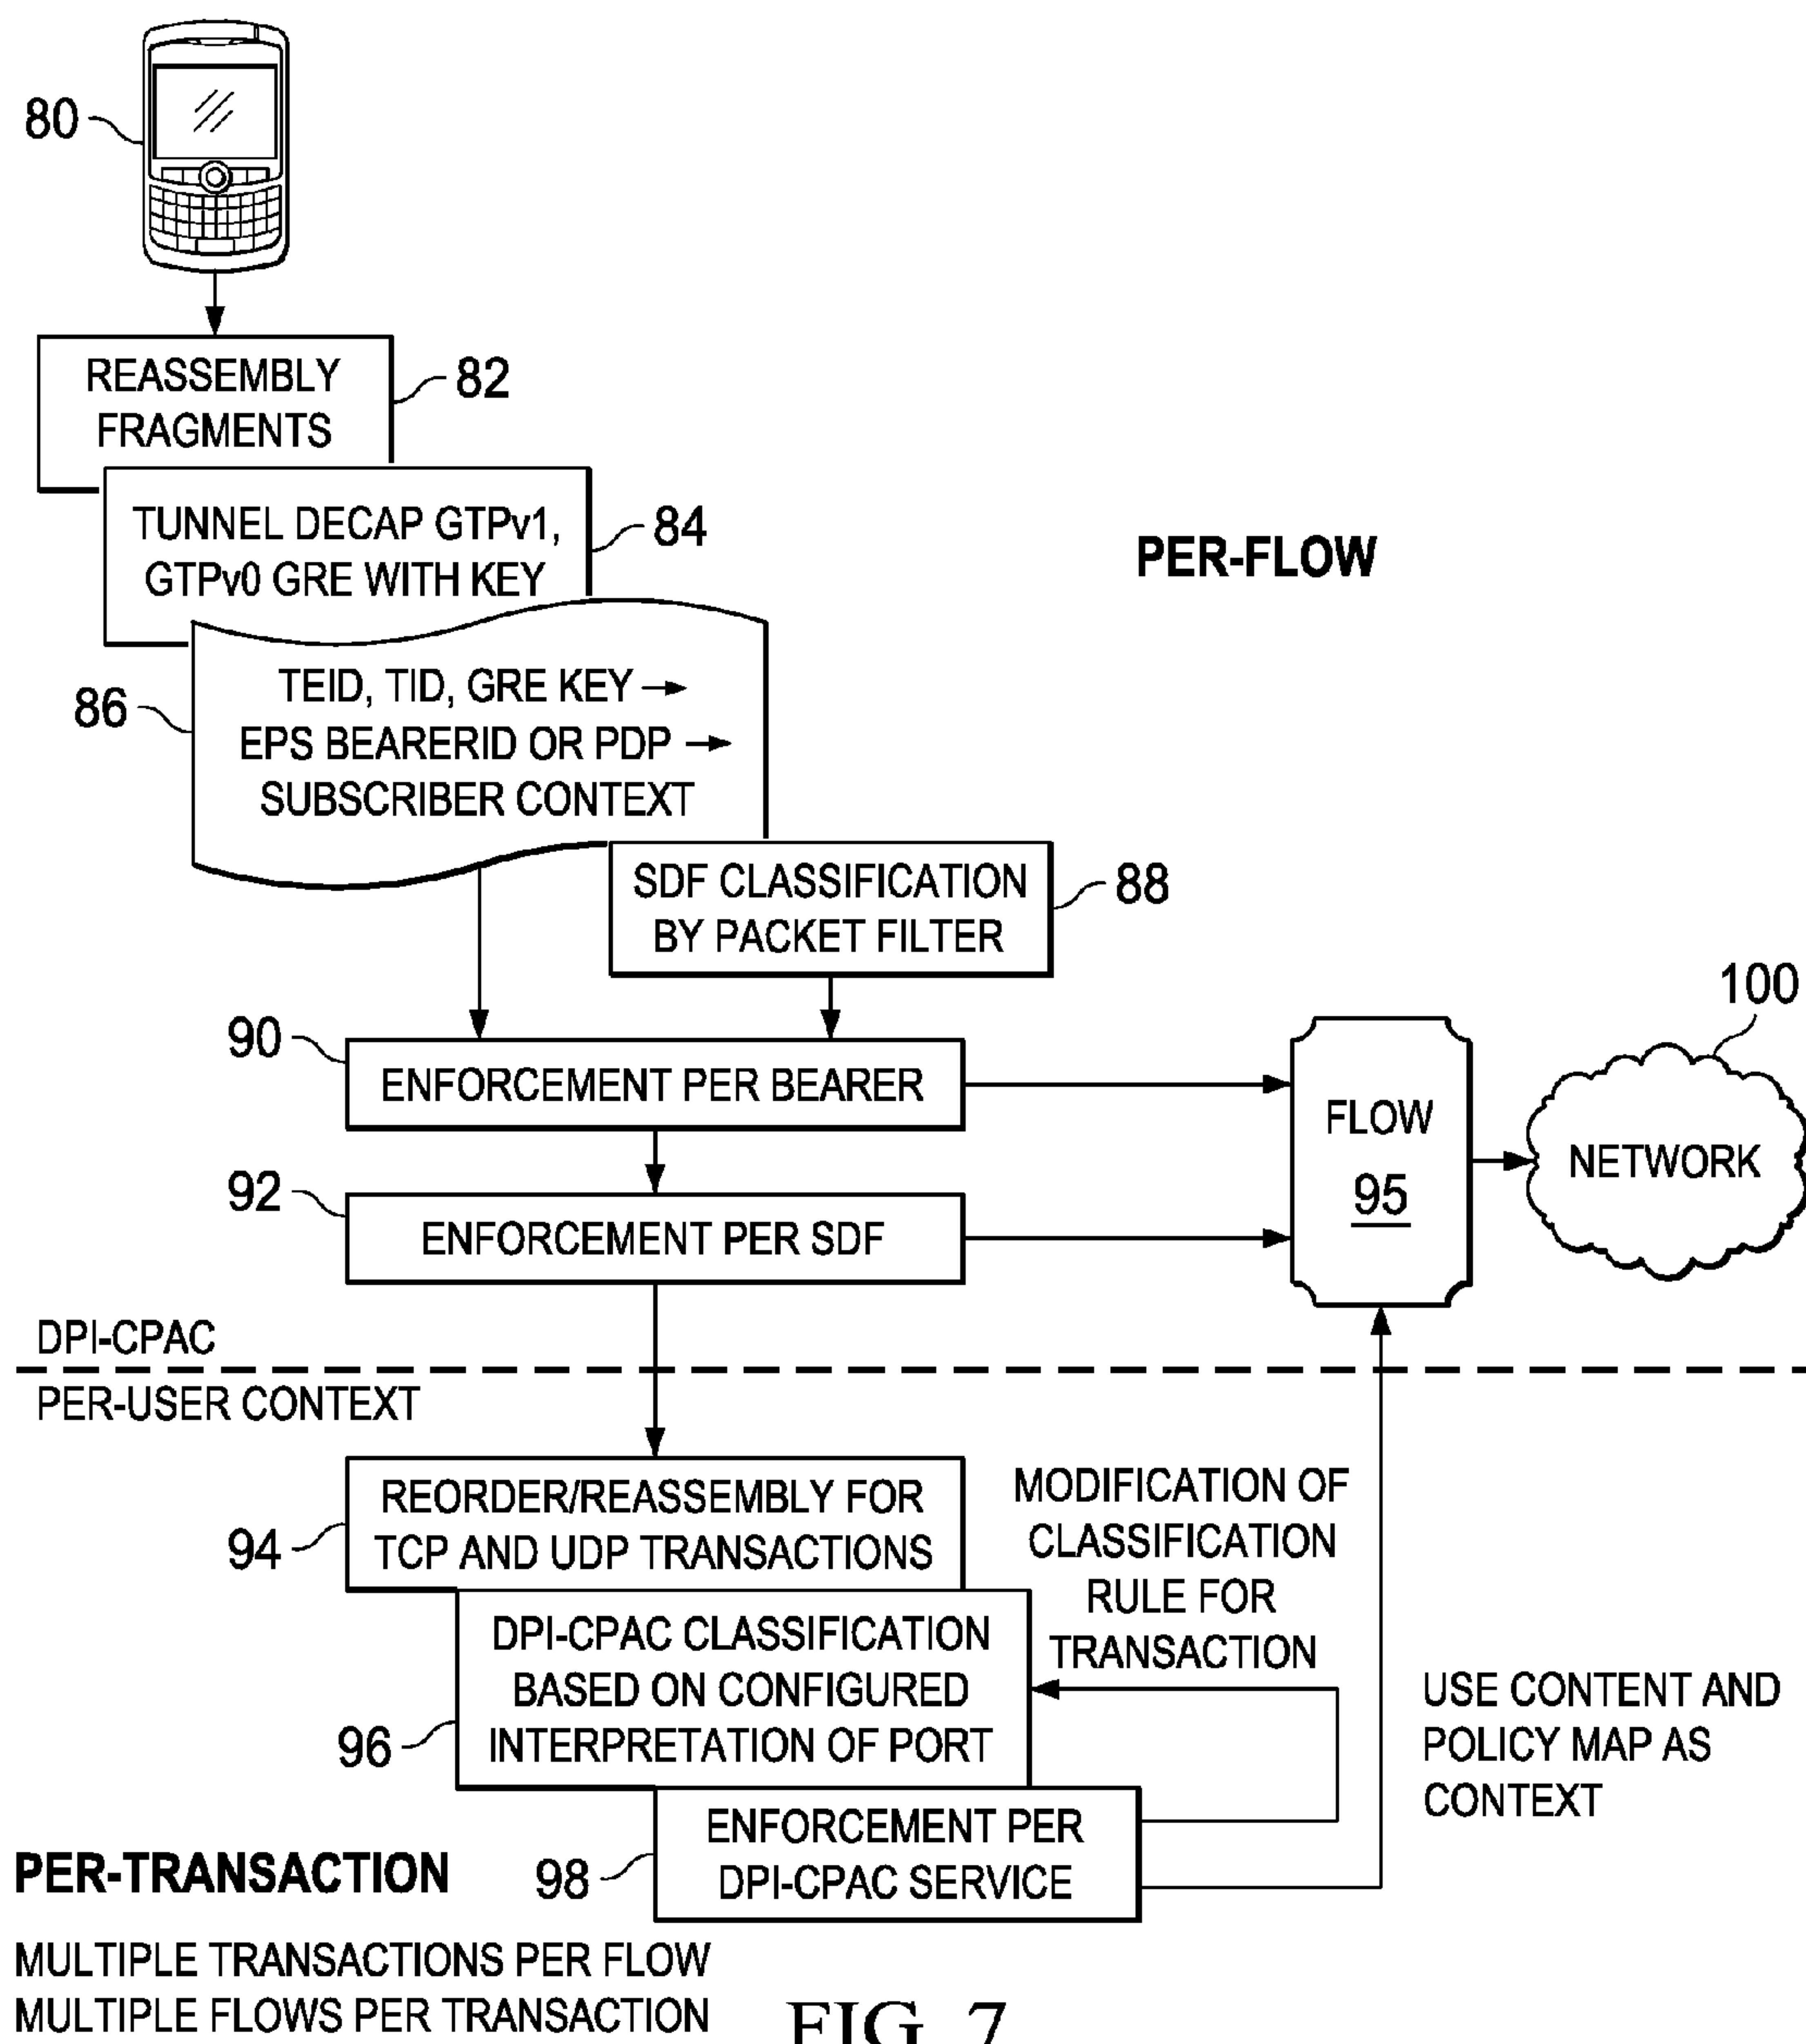 80
REASSEMBLY
FRAGMENTS
82
TUNNEL DECAP GTPv1,
GTPv0 GRE WITH KEY
84
PER-FLOW
86
TEID, TID, GRE KEY →
EPS BEARERID OR PDP →
SUBSCRIBER CONTEXT
SDF CLASSIFICATION
BY PACKET FILTER
88
90
ENFORCEMENT PER BEARER
92
ENFORCEMENT PER SDF
FLOW
95
100
NETWORK
DPI-CPAC
PER-USER CONTEXT
94
REORDER/REASSEMBLY FOR
TCP AND UDP TRANSACTIONS
MODIFICATION OF
CLASSIFICATION
RULE FOR
TRANSACTION
96
DPI-CPAC CLASSIFICATION
BASED ON CONFIGURED
INTERPRETATION OF PORT
USE CONTENT AND
POLICY MAP AS
CONTEXT
98
ENFORCEMENT PER
DPI-CPAC SERVICE
PER-TRANSACTION
MULTIPLE TRANSACTIONS PER FLOW
MULTIPLE FLOWS PER TRANSACTION
FIG. 7